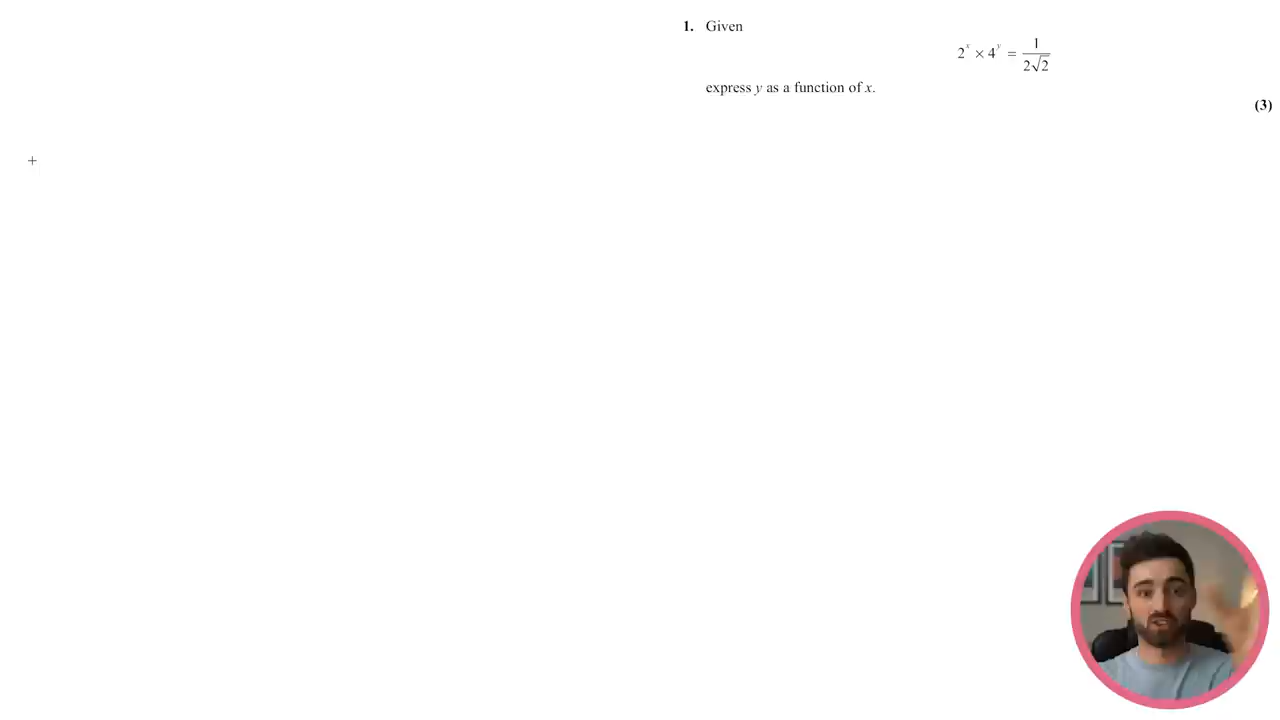 1. Given
2^x × 4^y = 1/(2√2)
express y as a function of x.
(3)